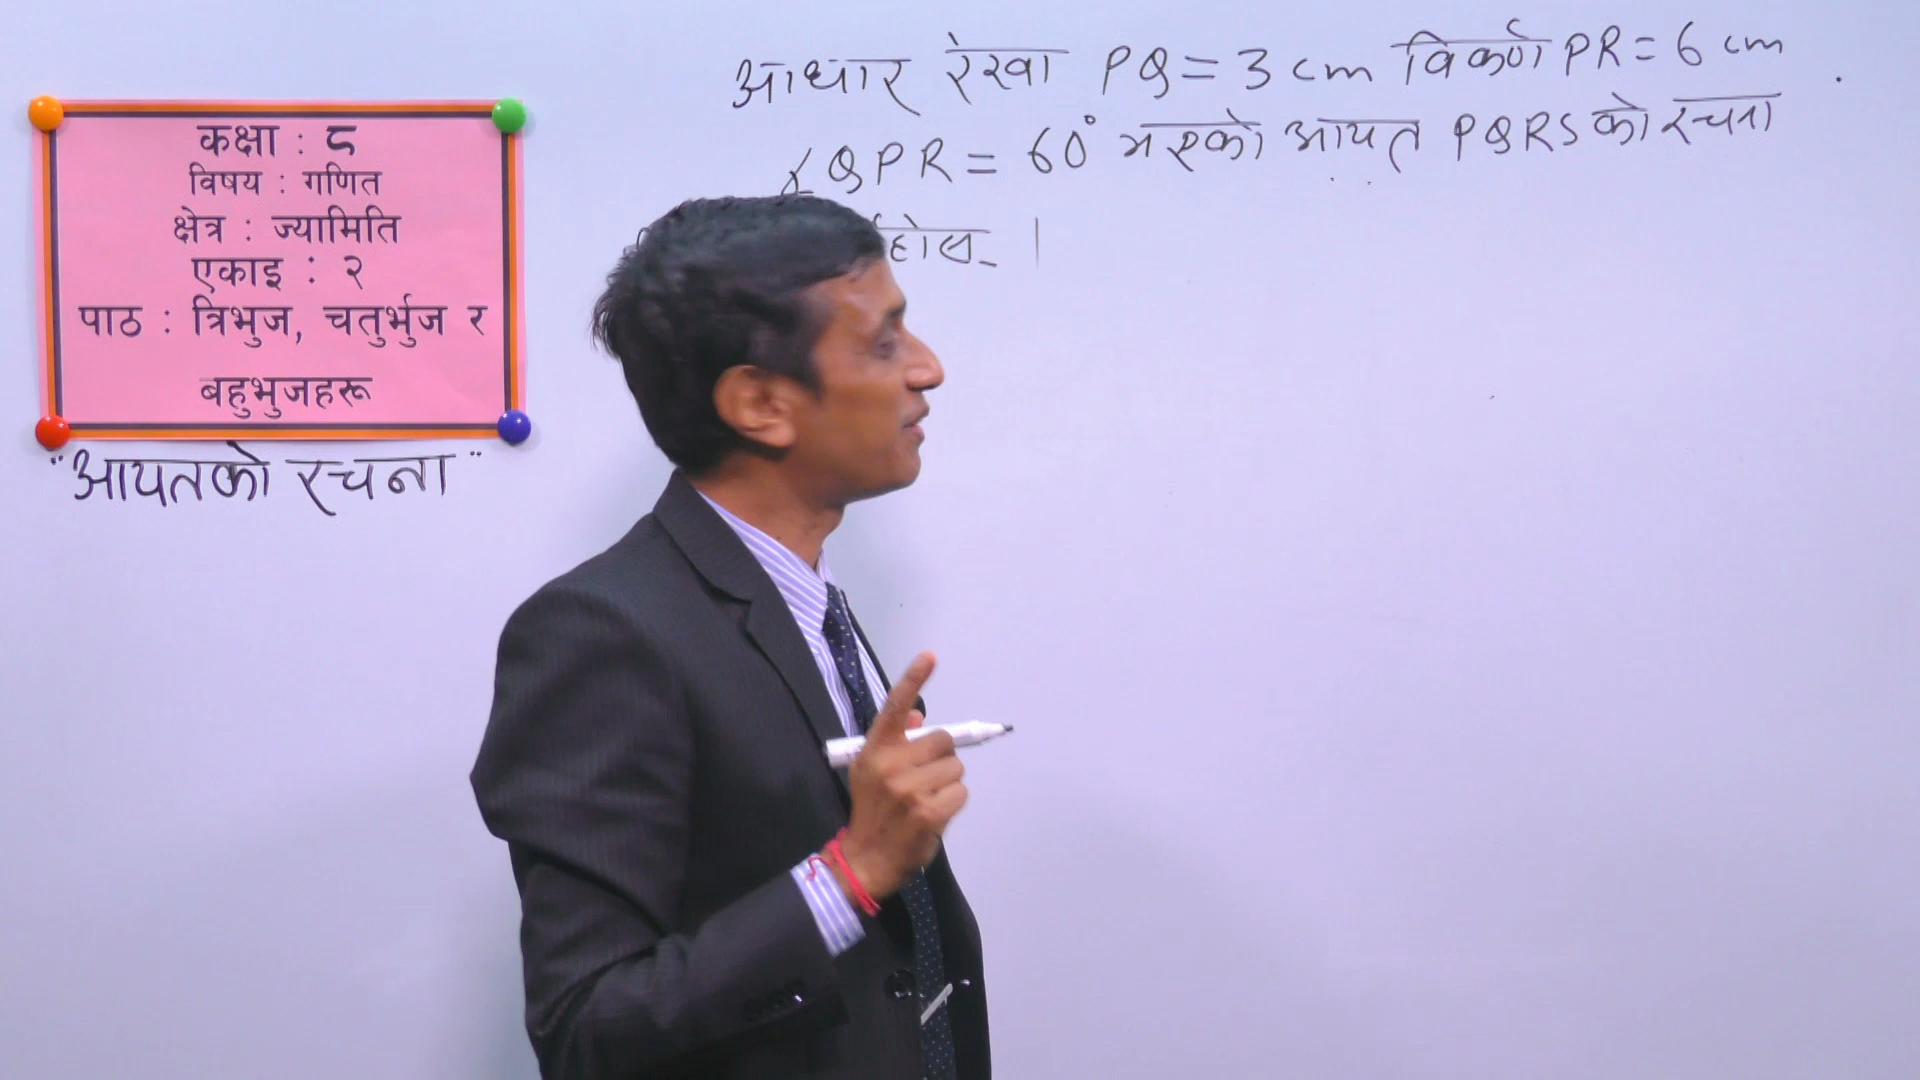 कक्षा : ८
विषय : गणित
क्षेत्र : ज्यामिति
एकाइ : २
पाठ : त्रिभुज, चतुर्भुज र
बहुभुजहरू
"आयतको रचना"
आधार रेखा PQ = 3 cm विकर्ण PR = 6 cm
∠QPR = 60° भएको आयत PQRS को रचना
होस् ।